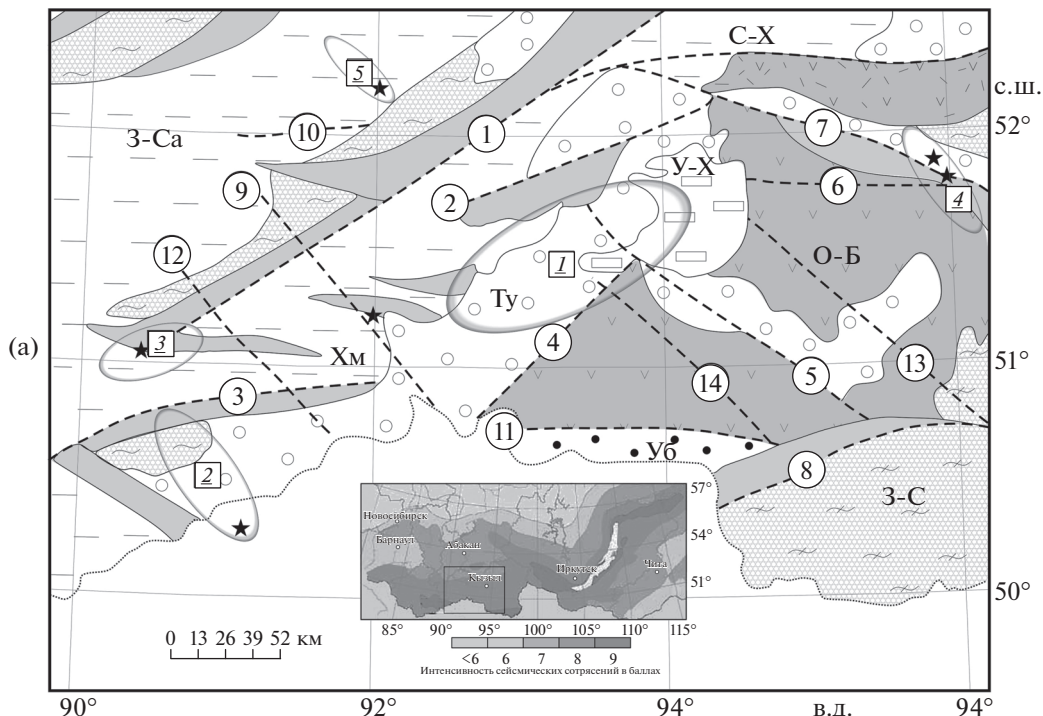 С-Х
с.ш.
5
1
7
52°
З-Са
10
9
2
У-Х
6
4
12
1
О-Б
Ту
(а)
3
Хм
4
51°
3
14
5
13
11
Уб
8
2
З-С
57°
Новосибирск
Барнаул
Абакан
54°
Кызыл
Иркутск
Чита
51°
50°
85° 90° 95° 100° 105° 110° 115°
0 13 26 39 52 км
<6 6 7 8 9
Интенсивность сейсмических сотрясений в баллах
90° 92° 94° в.д. 94°